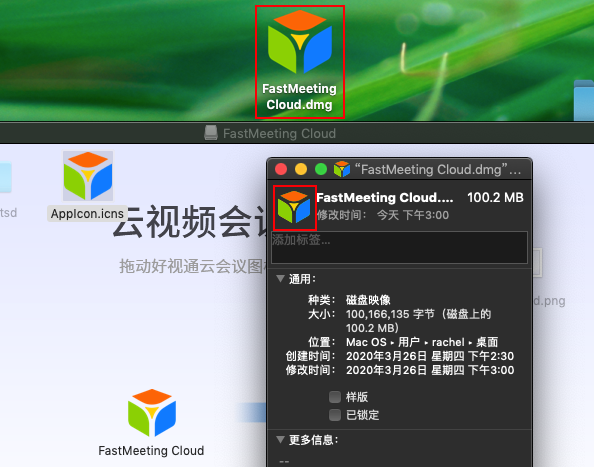 FastMeeting
Cloud.dmg
FastMeeting Cloud
tsd
AppIcon.icns
云视频会议
拖动好视通云会议图
d.png
FastMeeting Cloud
“FastMeeting Cloud.dmg”...
FastMeeting Cloud.... 100.2 MB
修改时间： 今天 下午3:00
添加标签...
通用：
种类： 磁盘映像
大小： 100,166,135 字节（磁盘上的
100.2 MB）
位置： Mac OS ▸ 用户 ▸ rachel ▸ 桌面
创建时间： 2020年3月26日 星期四 下午2:30
修改时间： 2020年3月26日 星期四 下午3:00
样版
已锁定
更多信息：
--